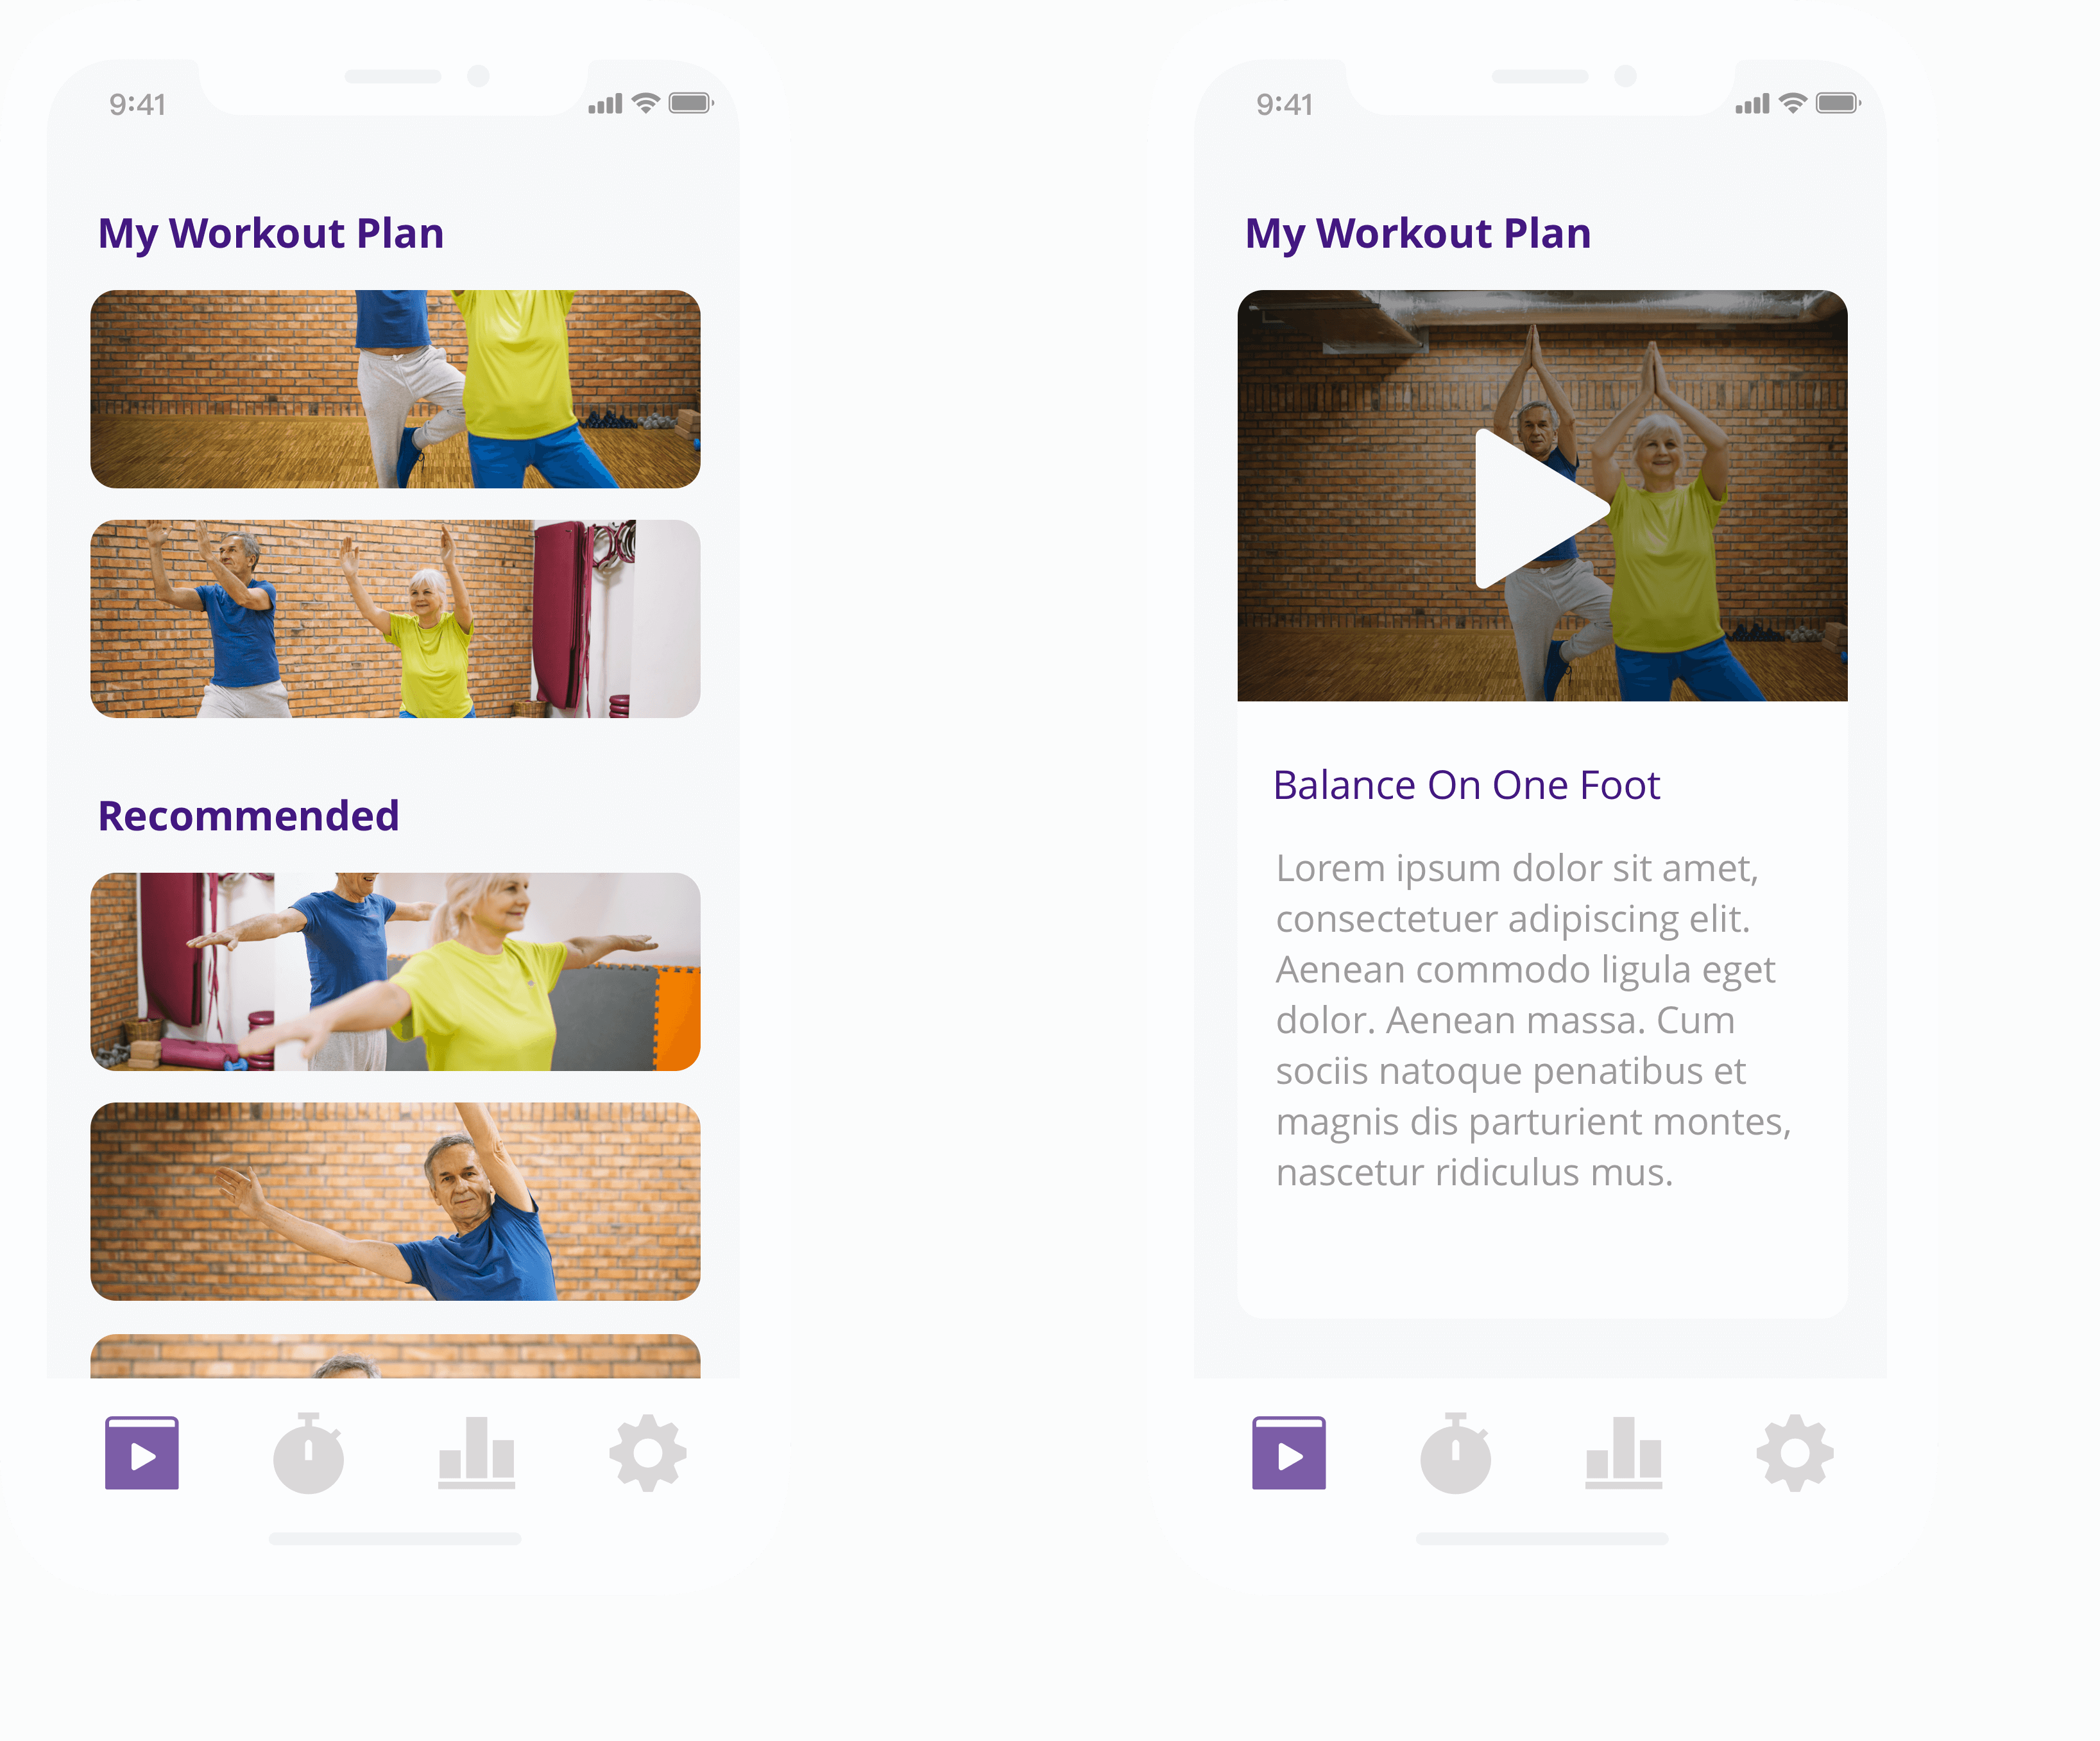 9:41
My Workout Plan
Recommended
9:41
My Workout Plan
Balance On One Foot
Lorem ipsum dolor sit amet,
consectetuer adipiscing elit.
Aenean commodo ligula eget
dolor. Aenean massa. Cum
sociis natoque penatibus et
magnis dis parturient montes,
nascetur ridiculus mus.